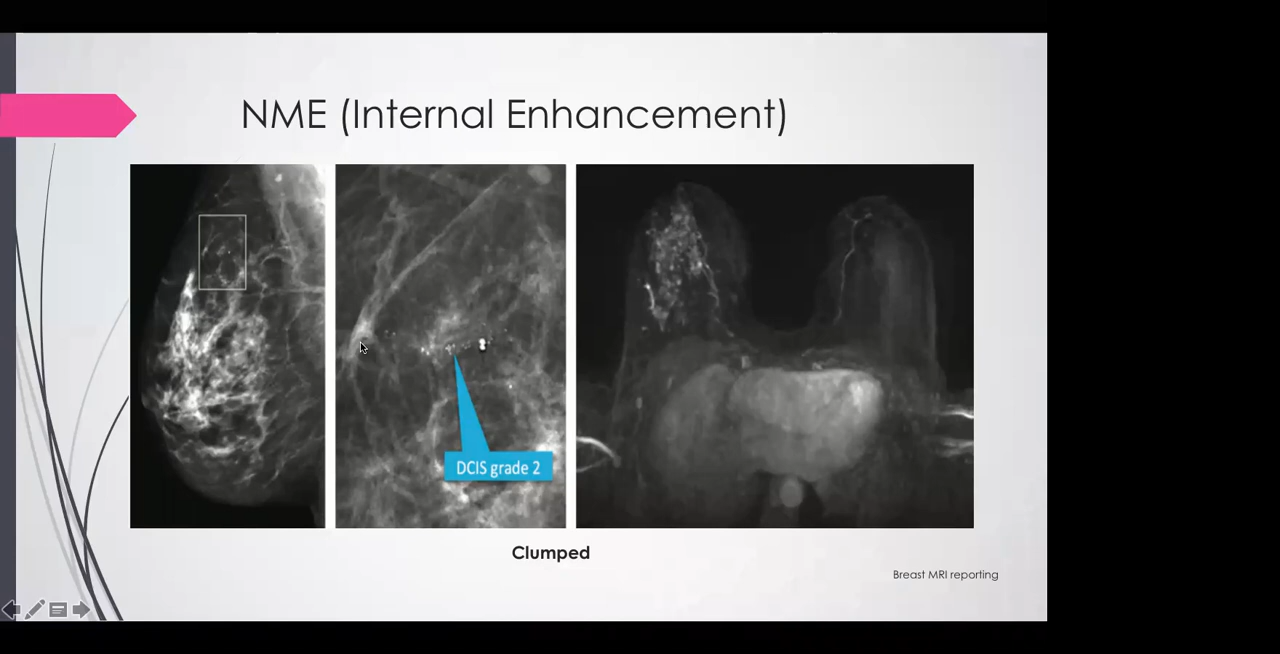 NME (Internal Enhancement)
DCIS grade 2
Clumped
Breast MRI reporting